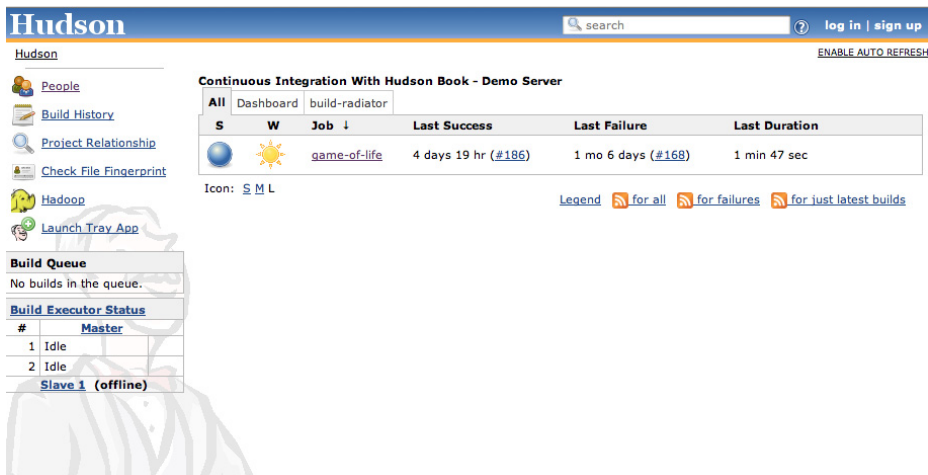 Hudson
search
? log in | sign up
Hudson
ENABLE AUTO REFRESH
People
Build History
Project Relationship
Check File Fingerprint
Hadoop
Launch Tray App
Build Queue
No builds in the queue.
Build Executor Status
# Master
1 Idle
2 Idle
Slave 1 (offline)
Continuous Integration With Hudson Book - Demo Server
All Dashboard build-radiator
S W Job ↓ Last Success Last Failure Last Duration
game-of-life 4 days 19 hr (#186) 1 mo 6 days (#168) 1 min 47 sec
Icon: S M L
Legend for all for failures for just latest builds